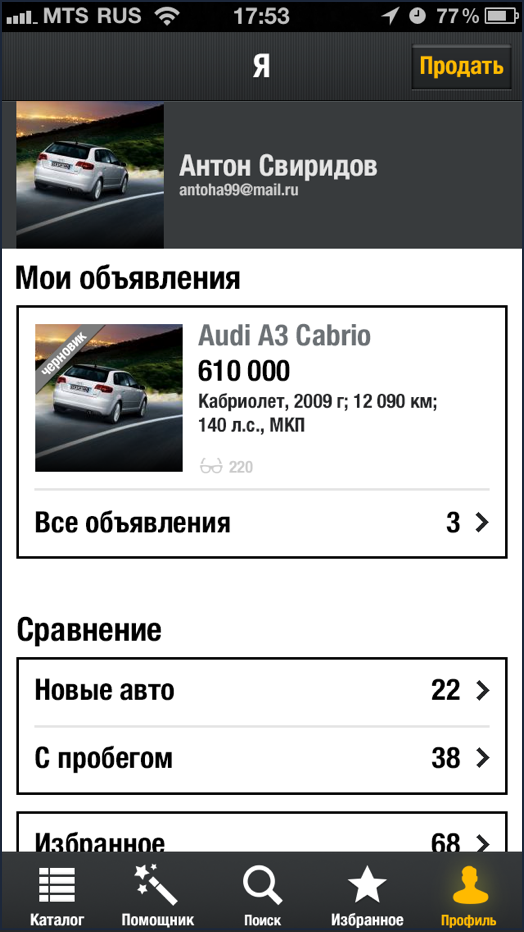 MTS RUS 17:53 77 %
Я
Продать
Антон Свиридов
antoha99@mail.ru
Мои объявления
черновик
Audi A3 Cabrio
610 000
Кабриолет, 2009 г; 12 090 км;
140 л.с., МКП
220
Все объявления 3
Сравнение
Новые авто 22
С пробегом 38
Избранное 68
Каталог Помощник Поиск Избранное Профиль